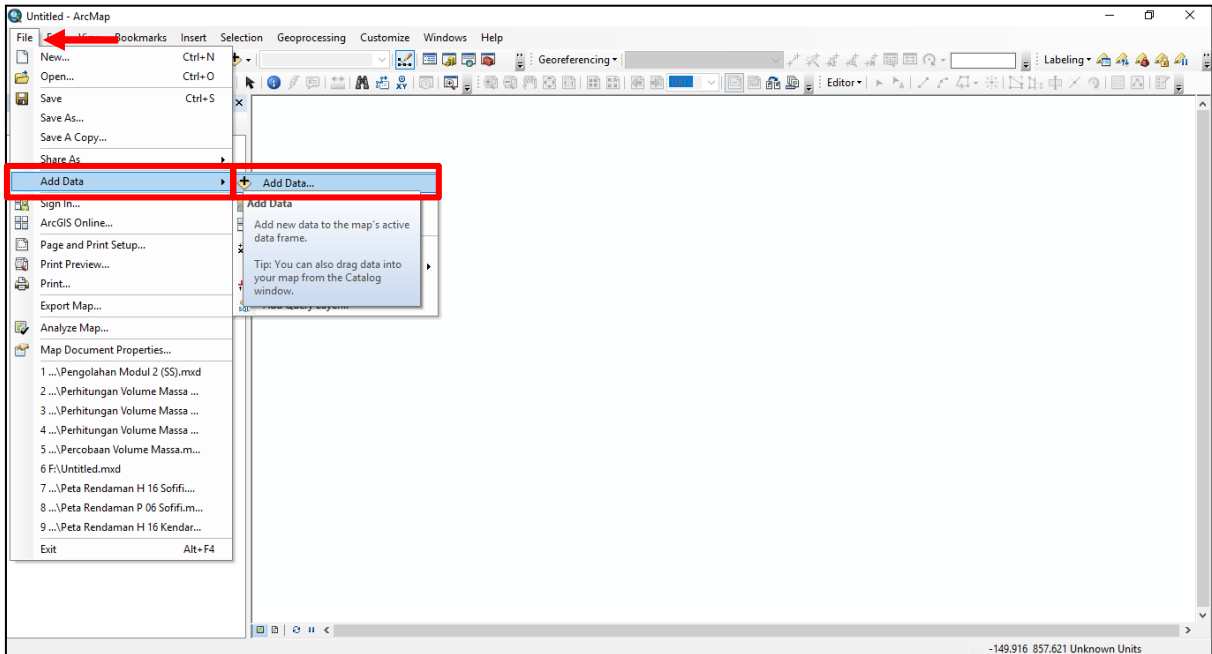 Untitled - ArcMap
File Bookmarks Insert Selection Geoprocessing Customize Windows Help
New... Ctrl+N
Georeferencing
Labeling
Open... Ctrl+O
Editor
Save Ctrl+S
Save As...
Save A Copy...
Share As
Add Data
Add Data...
Sign In...
Add Data
ArcGIS Online...
Add new data to the map's active
data frame.
Page and Print Setup...
Print Preview...
Tip: You can also drag data into
your map from the Catalog
window.
Print...
Export Map...
SQL Add Query Layer...
Analyze Map...
Map Document Properties...
1 ...\Pengolahan Modul 2 (SS).mxd
2 ...\Perhitungan Volume Massa ...
3 ...\Perhitungan Volume Massa ...
4 ...\Perhitungan Volume Massa ...
5 ...\Percobaan Volume Massa.m...
6 F:\Untitled.mxd
7 ...\Peta Rendaman H 16 Sofifi....
8 ...\Peta Rendaman P 06 Sofifi.m...
9 ...\Peta Rendaman H 16 Kendar...
Exit Alt+F4
-149.916 857.621 Unknown Units